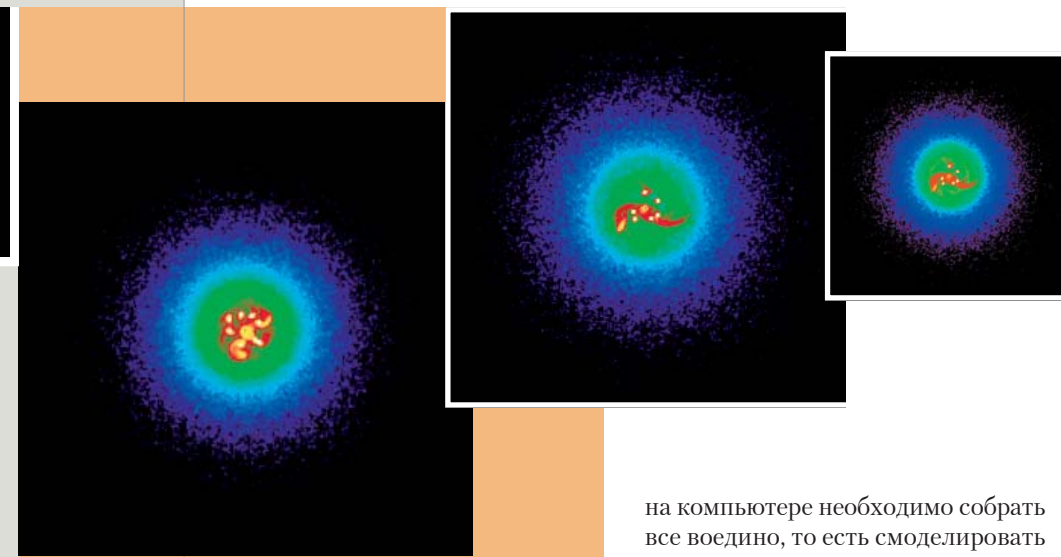 на компьютере необходимо собрать
все воедино, то есть смоделировать